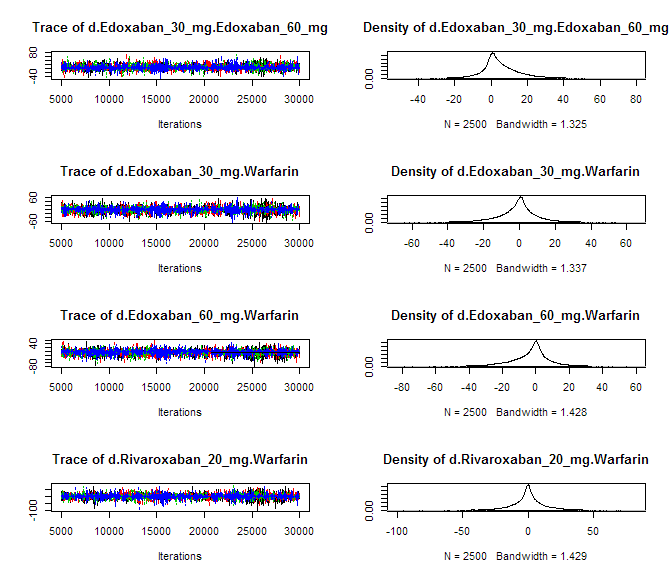 Trace of d.Edoxaban_30_mg.Edoxaban_60_mg
80
-40
5000 10000 15000 20000 25000 30000
Iterations
Density of d.Edoxaban_30_mg.Edoxaban_60_mg
0.00
-40 -20 0 20 40 60 80
N = 2500 Bandwidth = 1.325
Trace of d.Edoxaban_30_mg.Warfarin
60
-60
5000 10000 15000 20000 25000 30000
Iterations
Density of d.Edoxaban_30_mg.Warfarin
0.00
-60 -40 -20 0 20 40 60
N = 2500 Bandwidth = 1.337
Trace of d.Edoxaban_60_mg.Warfarin
40
-80
5000 10000 15000 20000 25000 30000
Iterations
Density of d.Edoxaban_60_mg.Warfarin
0.00
-80 -60 -40 -20 0 20 40 60
N = 2500 Bandwidth = 1.428
Trace of d.Rivaroxaban_20_mg.Warfarin
-100
5000 10000 15000 20000 25000 30000
Iterations
Density of d.Rivaroxaban_20_mg.Warfarin
0.00
-100 -50 0 50
N = 2500 Bandwidth = 1.429